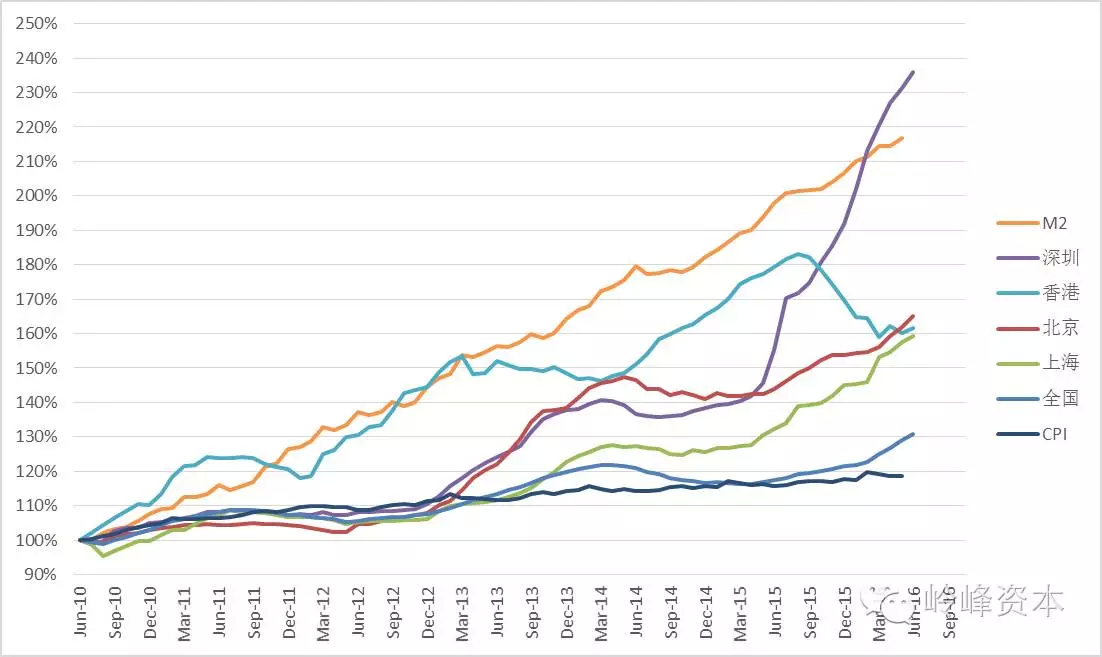 250%
240%
230%
220%
210%
200%
190%
180%
170%
160%
150%
140%
130%
120%
110%
100%
90%
Jun-10
Sep-10
Dec-10
Mar-11
Jun-11
Sep-11
Dec-11
Mar-12
Jun-12
Sep-12
Dec-12
Mar-13
Jun-13
Sep-13
Dec-13
Mar-14
Jun-14
Sep-14
Dec-14
Mar-15
Jun-15
Sep-15
Dec-15
Mar-16
Jun-16
Sep-16
M2
深圳
香港
北京
上海
全国
CPI
岭峰资本